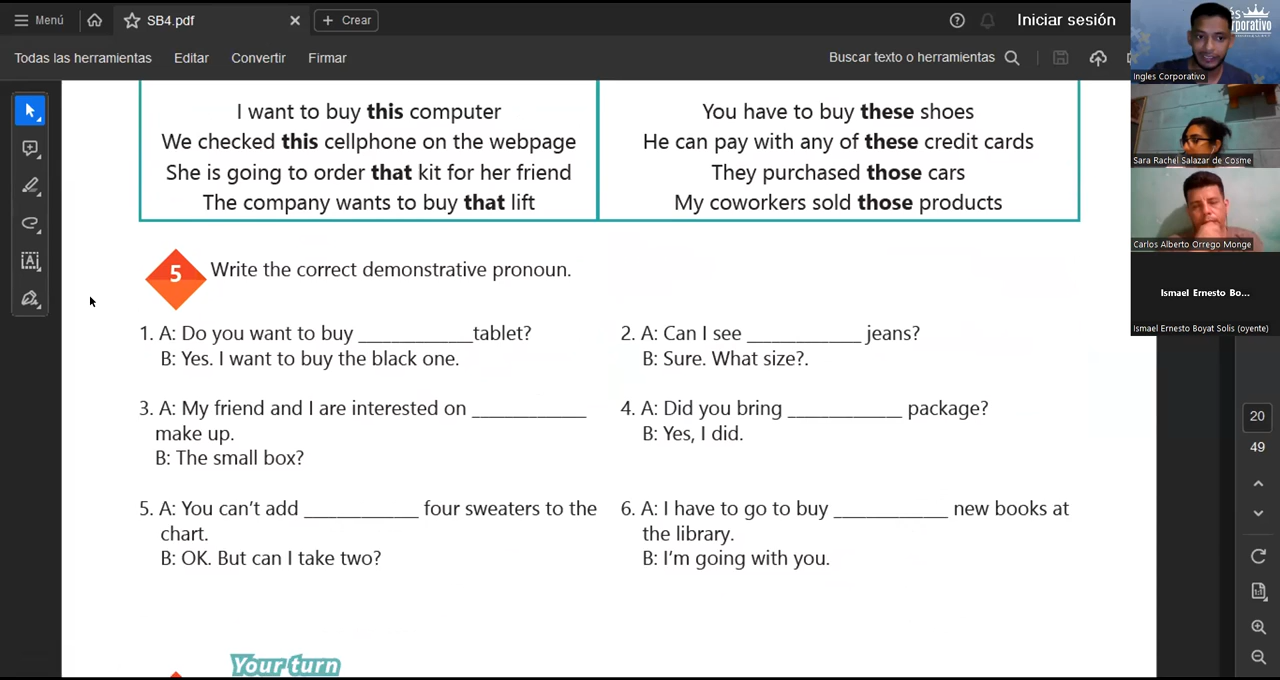 Menú
SB4.pdf
Crear
Iniciar sesión
Todas las herramientas
Editar
Convertir
Firmar
Buscar texto o herramientas
I want to buy this computer
We checked this cellphone on the webpage
She is going to order that kit for her friend
The company wants to buy that lift
You have to buy these shoes
He can pay with any of these credit cards
They purchased those cars
My coworkers sold those products
5
Write the correct demonstrative pronoun.
1. A: Do you want to buy ___________tablet?
B: Yes. I want to buy the black one.
2. A: Can I see ___________ jeans?
B: Sure. What size?.
3. A: My friend and I are interested on ___________
make up.
B: The small box?
4. A: Did you bring ___________ package?
B: Yes, I did.
5. A: You can't add ___________ four sweaters to the
chart.
B: OK. But can I take two?
6. A: I have to go to buy ___________ new books at
the library.
B: I'm going with you.
Your turn
Ingles Corporativo
Sara Rachel Salazar de Cosme
Carlos Alberto Orrego Monge
Ismael Ernesto Bo...
Ismael Ernesto Boyat Solis (oyente)
20
49